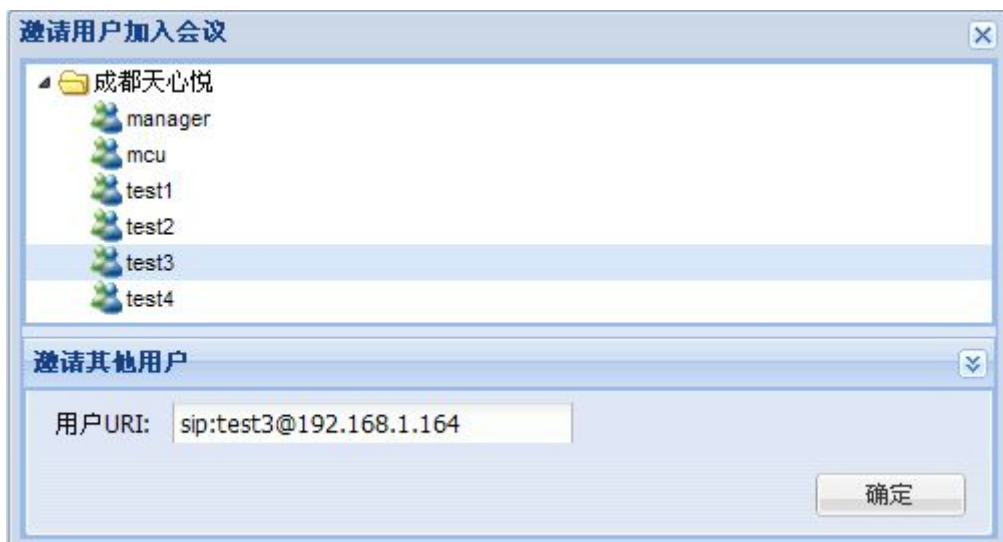 邀请用户加入会议
成都天心悦
manager
mcu
test1
test2
test3
test4
邀请其他用户
用户URI: sip:test3@192.168.1.164
确定